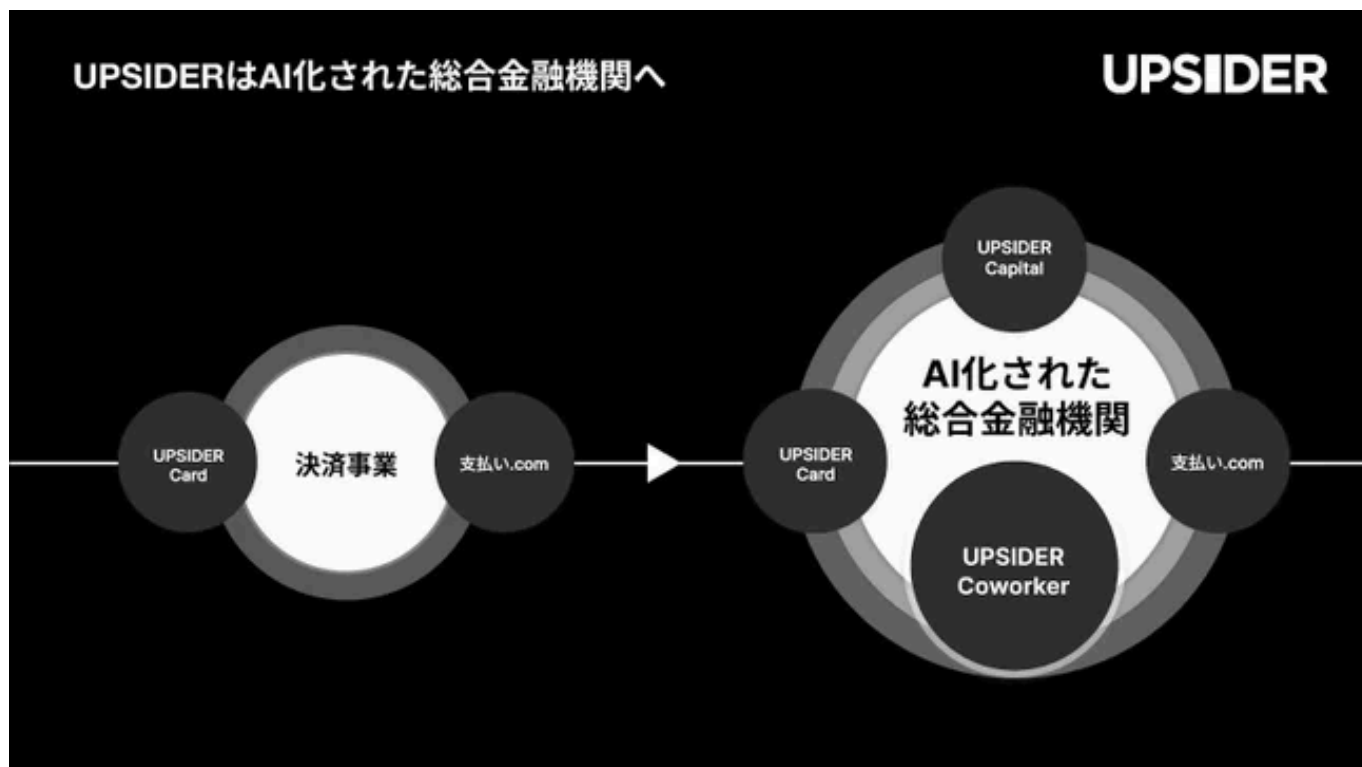 UPSIDERはAI化された総合金融機関へ
UPSIDER
UPSIDER
Card
決済事業
支払い.com
UPSIDER
Capital
AI化された
総合金融機関
UPSIDER
Card
支払い.com
UPSIDER
Coworker